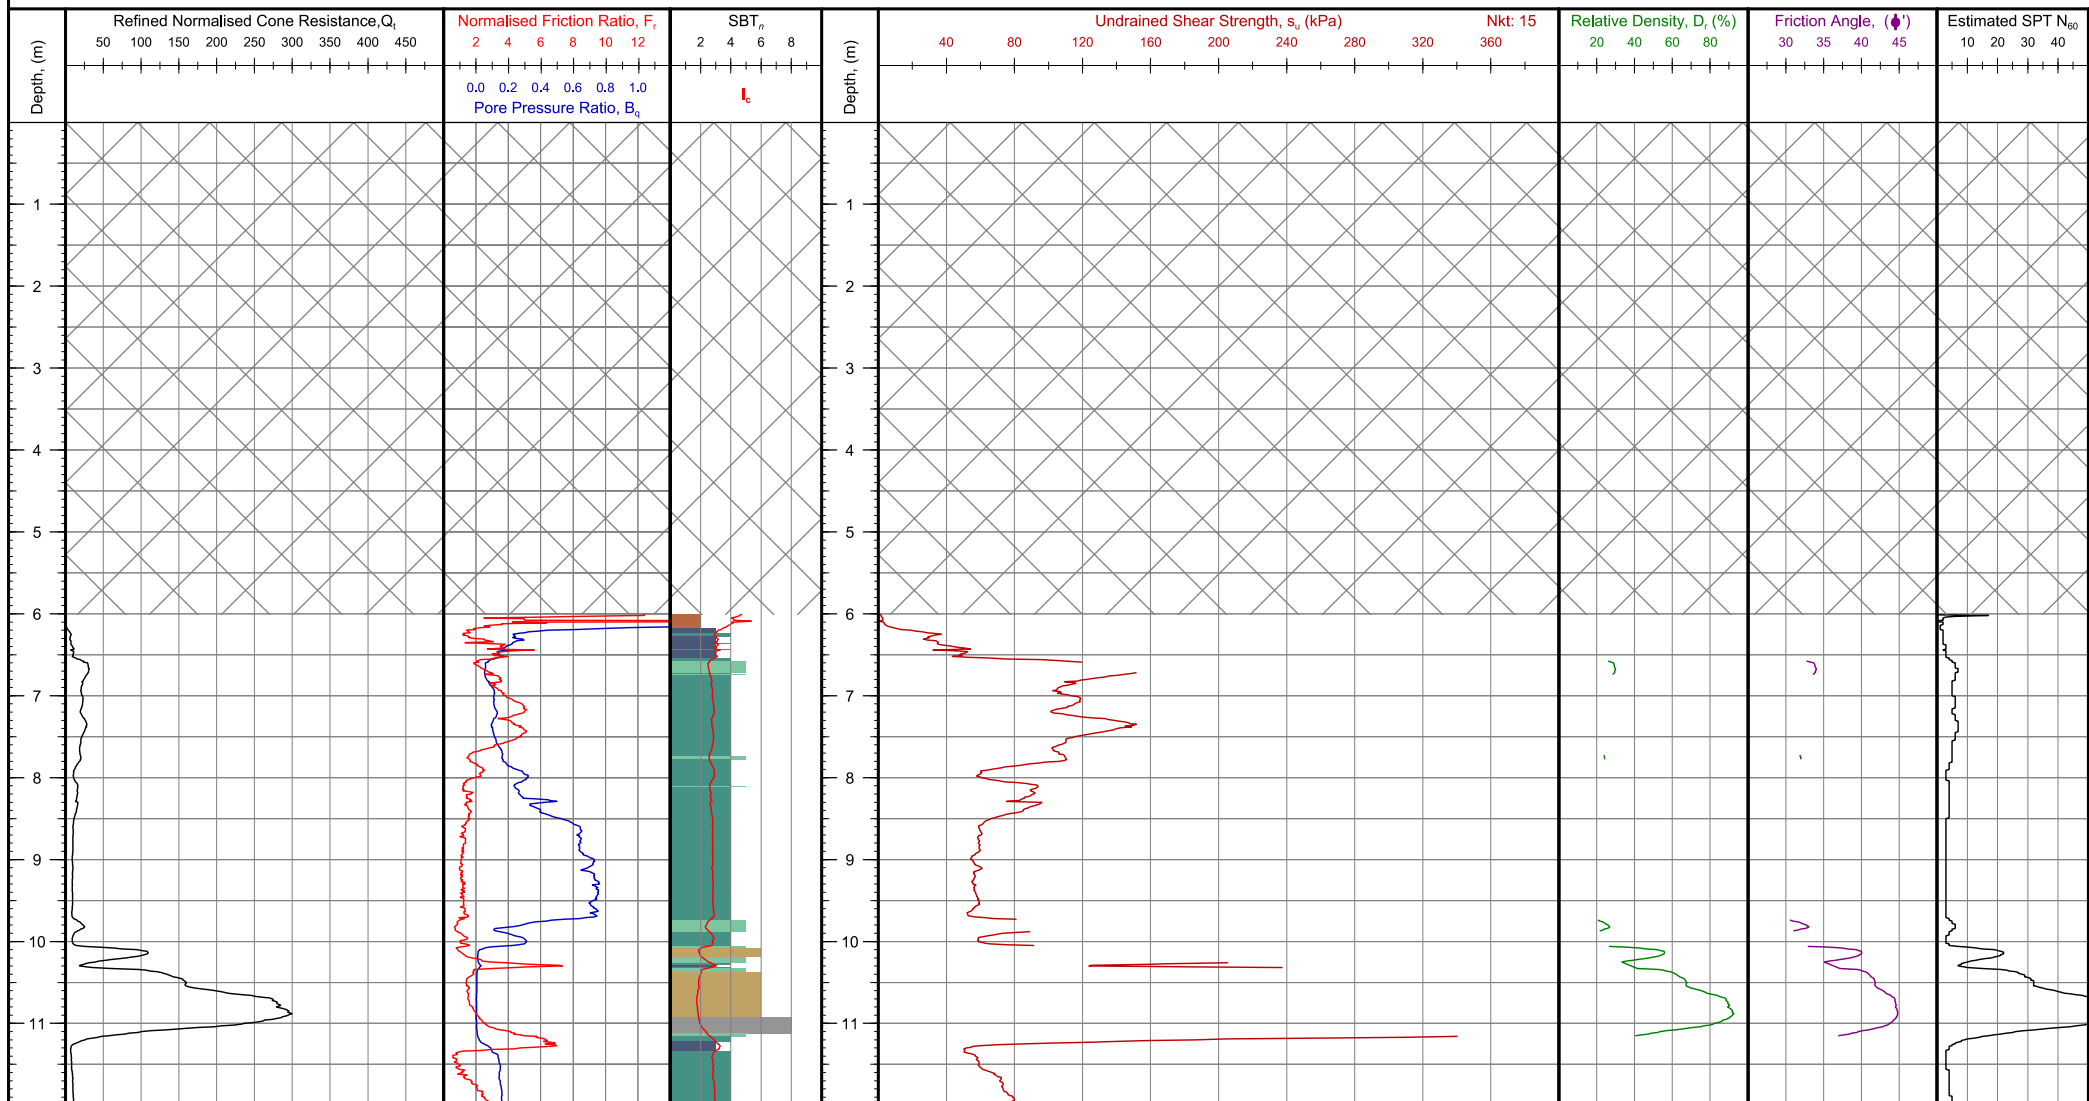 Depth, (m)
Refined Normalised Cone Resistance,Qt
50 100 150 200 250 300 350 400 450
Normalised Friction Ratio, Fr
2 4 6 8 10 12
0.0 0.2 0.4 0.6 0.8 1.0
Pore Pressure Ratio, Bq
SBTn
2 4 6 8
Ic
Depth, (m)
Undrained Shear Strength, su (kPa) Nkt: 15
40 80 120 160 200 240 280 320 360
Relative Density, Dr (%)
20 40 60 80
Friction Angle, (ϕ')
30 35 40 45
Estimated SPT N60
10 20 30 40
1 1
2 2
3 3
4 4
5 5
6 6
7 7
8 8
9 9
10 10
11 11